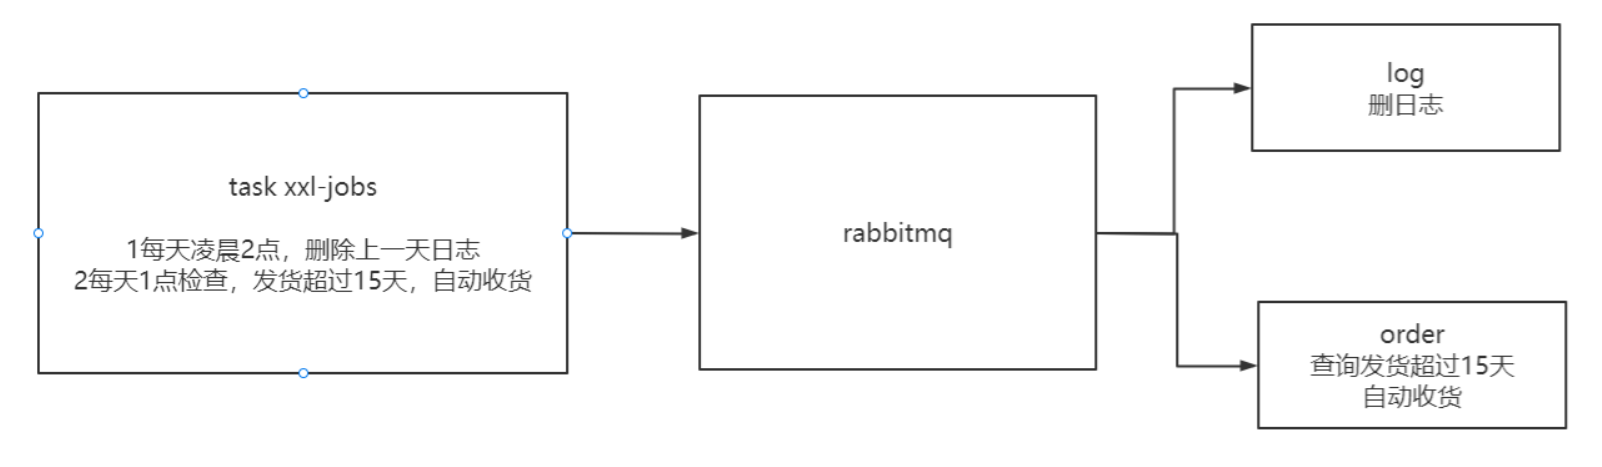 task xxl-jobs
1每天凌晨2点，删除上一天日志
2每天1点检查，发货超过15天，自动收货
rabbitmq
log
删日志
order
查询发货超过15天
自动收货